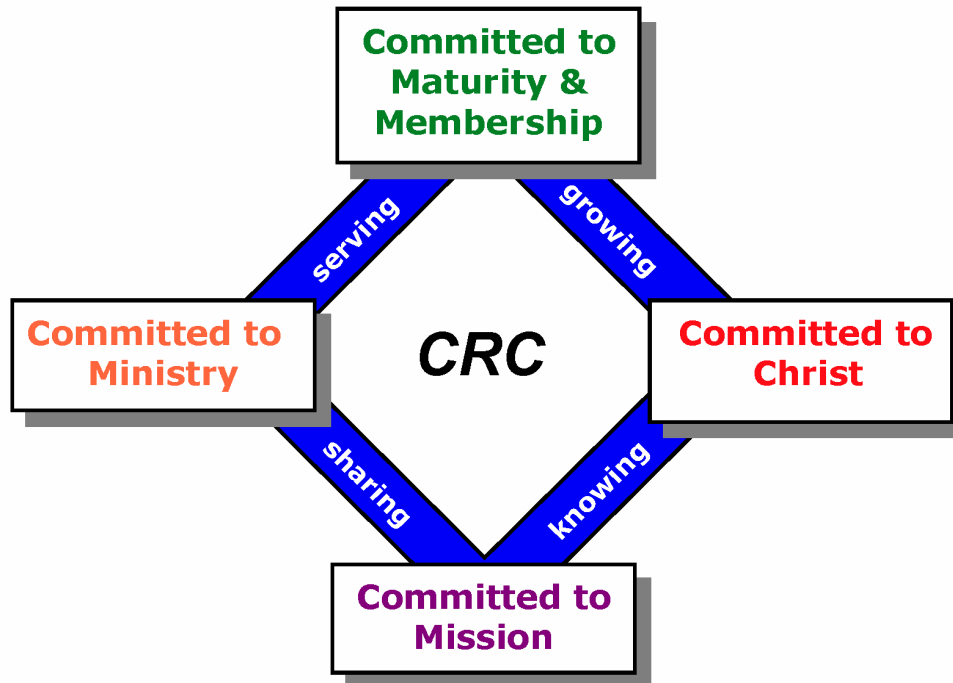 Committed to
Maturity &
Membership
serving
growing
Committed to
Ministry
CRC
Committed to
Christ
sharing
knowing
Committed to
Mission